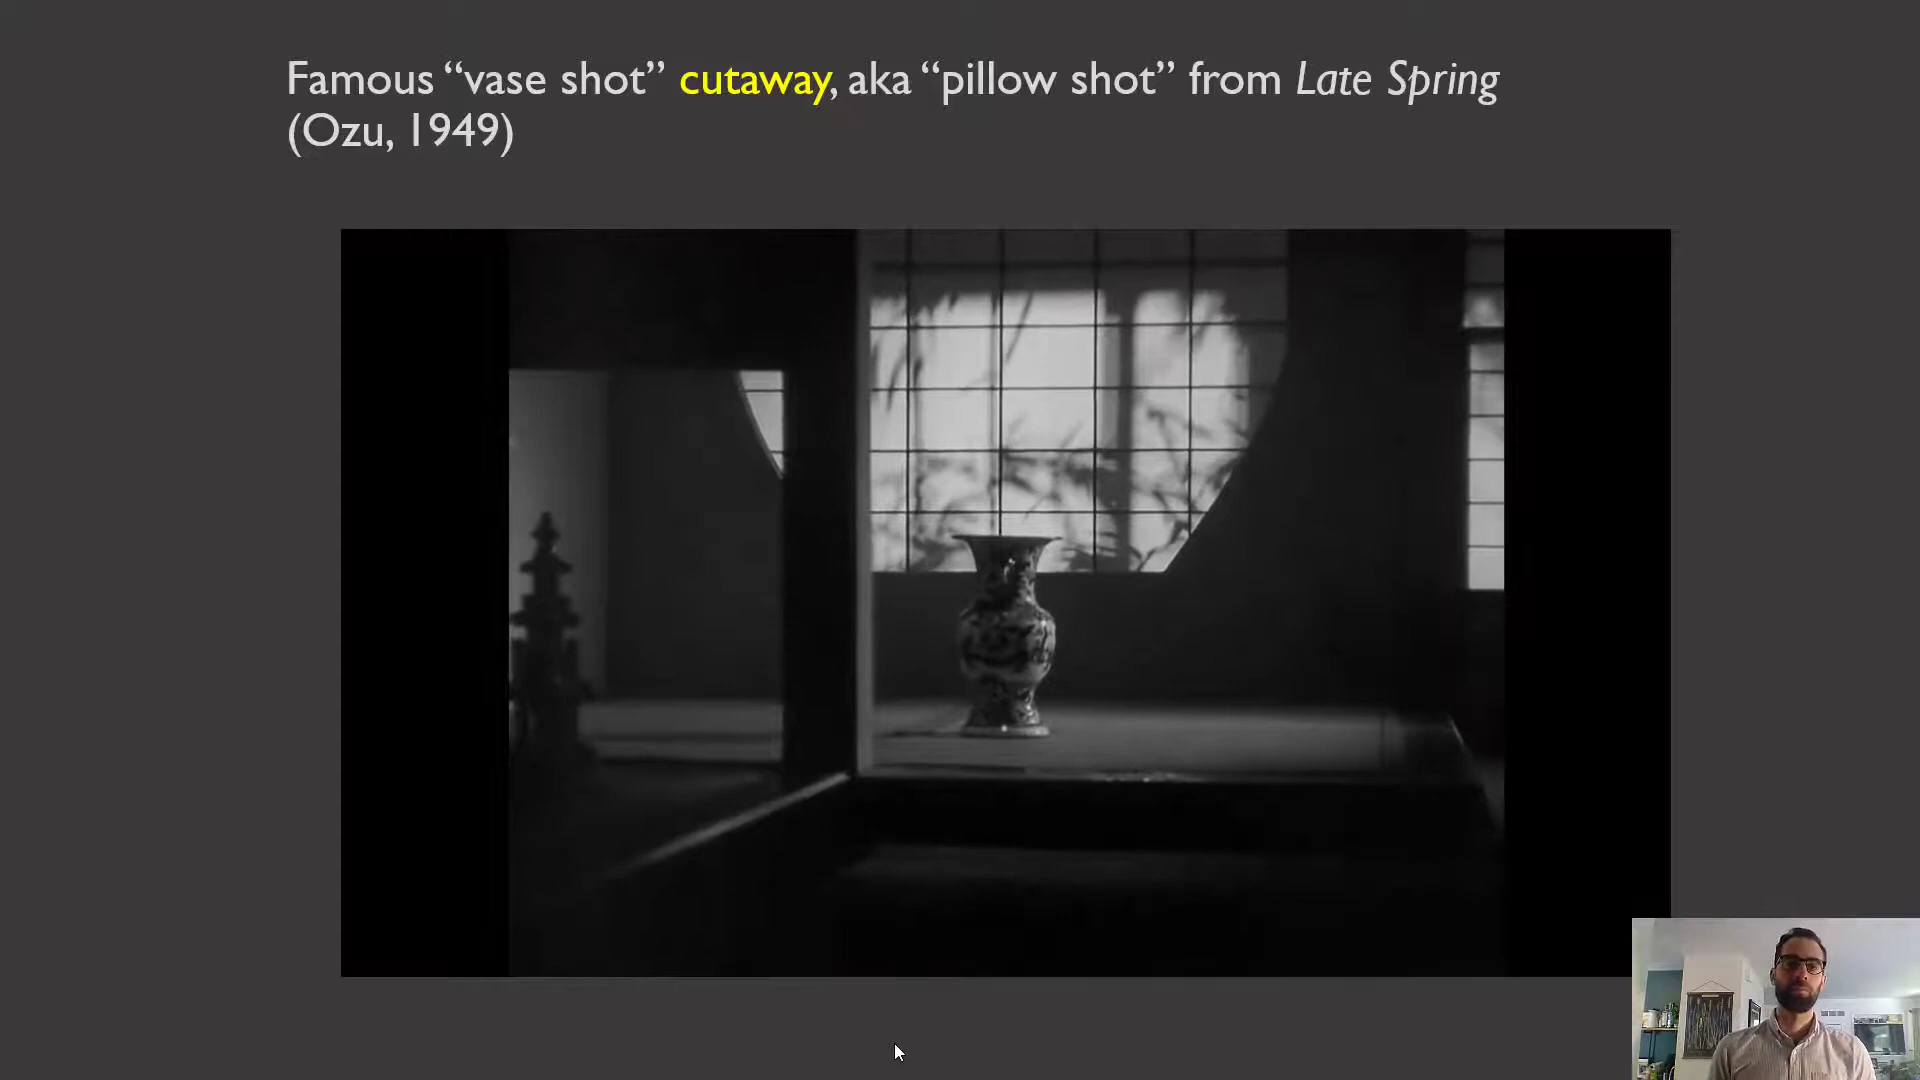 Famous “vase shot” cutaway, aka “pillow shot” from Late Spring
(Ozu, 1949)